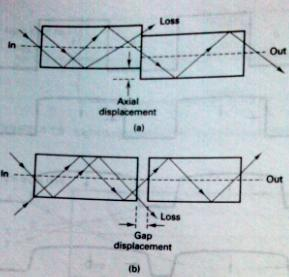 Loss
In
Out
Axial
displacement
(a)
In
Out
Loss
Gap
displacement
(b)